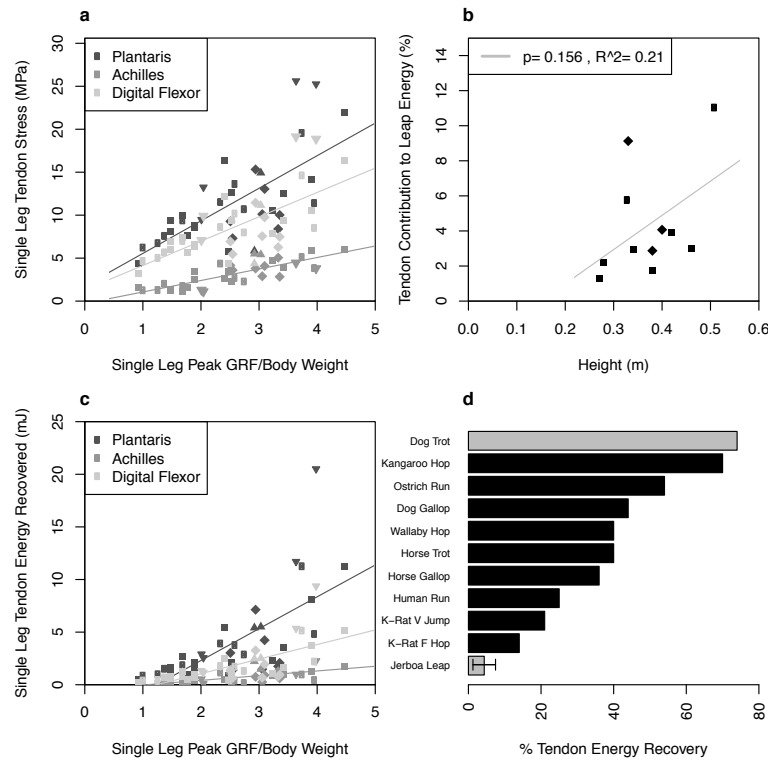 a
Single Leg Tendon Stress (MPa)
30
25
20
15
10
5
0
Plantaris
Achilles
Digital Flexor
0 1 2 3 4 5
Single Leg Peak GRF/Body Weight
b
Tendon Contribution to Leap Energy (%)
14
12
10
8
6
4
2
0
p= 0.156 , R^2= 0.21
0.0 0.1 0.2 0.3 0.4 0.5 0.6
Height (m)
c
Single Leg Tendon Energy Recovered (mJ)
25
20
15
10
5
0
Plantaris
Achilles
Digital Flexor
0 1 2 3 4 5
Single Leg Peak GRF/Body Weight
d
Dog Trot
Kangaroo Hop
Ostrich Run
Dog Gallop
Wallaby Hop
Horse Trot
Horse Gallop
Human Run
K−Rat V Jump
K−Rat F Hop
Jerboa Leap
0 20 40 60 80
% Tendon Energy Recovery